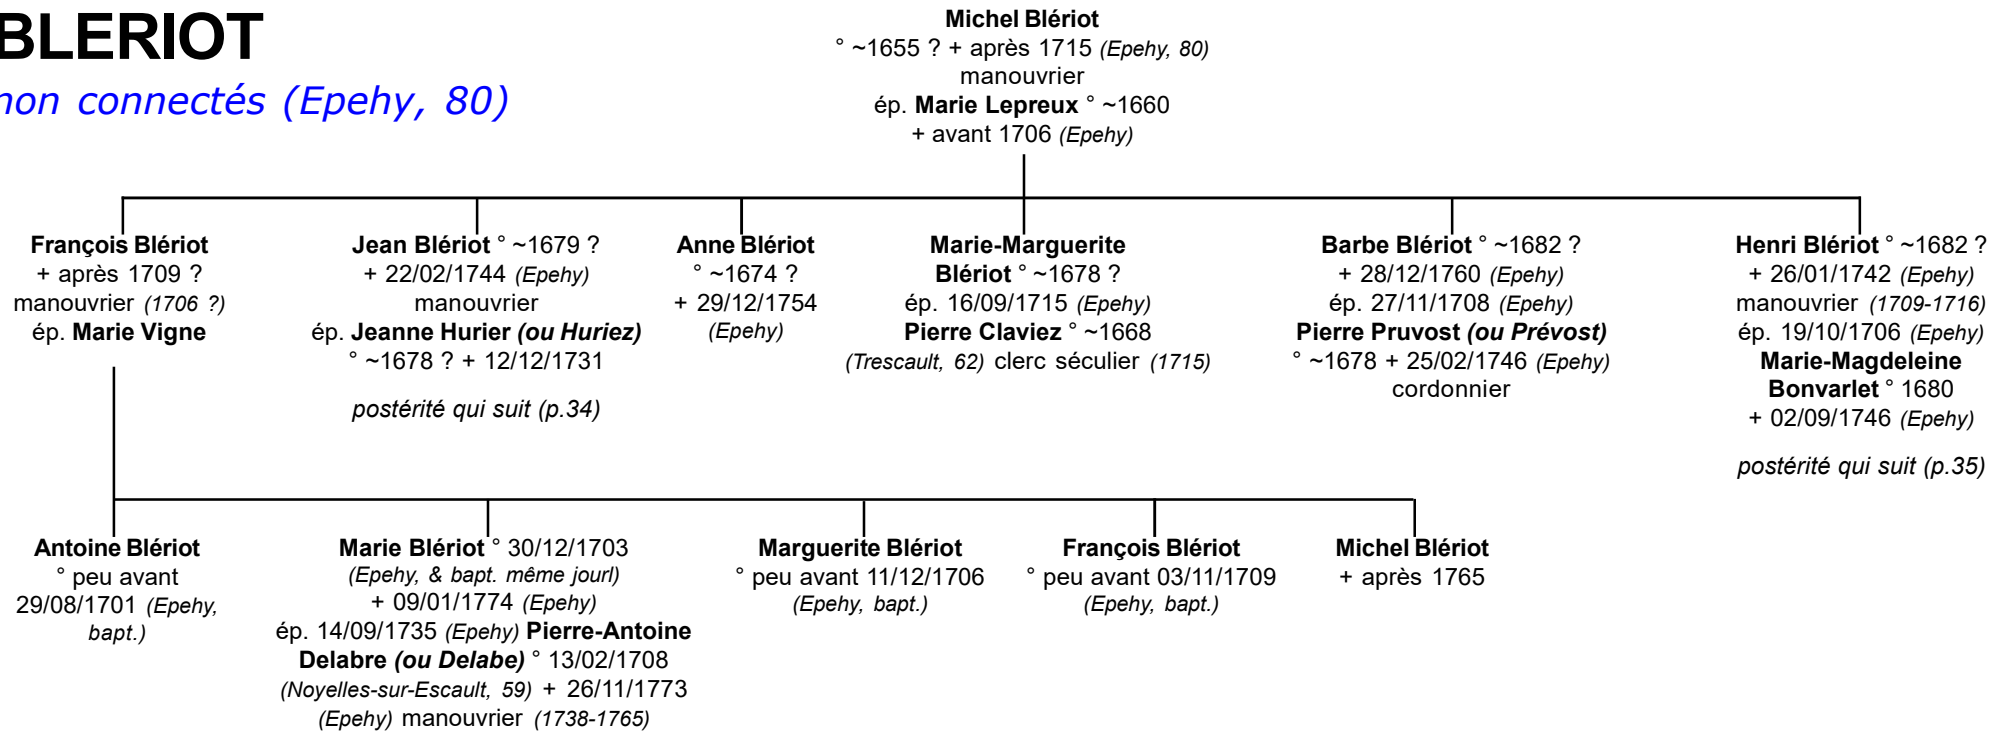 BLERIOT
non connectés (Epehy, 80)
Michel Blériot
° ~1655 ? + après 1715 (Epehy, 80)
manouvrier
ép. Marie Lepreux ° ~1660
+ avant 1706 (Epehy)
François Blériot
+ après 1709 ?
manouvrier (1706 ?)
ép. Marie Vigne
Jean Blériot ° ~1679 ?
+ 22/02/1744 (Epehy)
manouvrier
ép. Jeanne Hurier (ou Huriez)
° ~1678 ? + 12/12/1731
postérité qui suit (p.34)
Anne Blériot
° ~1674 ?
+ 29/12/1754
(Epehy)
Marie-Marguerite
Blériot ° ~1678 ?
ép. 16/09/1715 (Epehy)
Pierre Claviez ° ~1668
(Trescault, 62) clerc séculier (1715)
Barbe Blériot ° ~1682 ?
+ 28/12/1760 (Epehy)
ép. 27/11/1708 (Epehy)
Pierre Pruvost (ou Prévost)
° ~1678 + 25/02/1746 (Epehy)
cordonnier
Henri Blériot ° ~1682 ?
+ 26/01/1742 (Epehy)
manouvrier (1709-1716)
ép. 19/10/1706 (Epehy)
Marie-Magdeleine
Bonvarlet ° 1680
+ 02/09/1746 (Epehy)
postérité qui suit (p.35)
Antoine Blériot
° peu avant
29/08/1701 (Epehy,
bapt.)
Marie Blériot ° 30/12/1703
(Epehy, & bapt. même jourl)
+ 09/01/1774 (Epehy)
ép. 14/09/1735 (Epehy) Pierre-Antoine
Delabre (ou Delabe) ° 13/02/1708
(Noyelles-sur-Escault, 59) + 26/11/1773
(Epehy) manouvrier (1738-1765)
Marguerite Blériot
° peu avant 11/12/1706
(Epehy, bapt.)
François Blériot
° peu avant 03/11/1709
(Epehy, bapt.)
Michel Blériot
+ après 1765